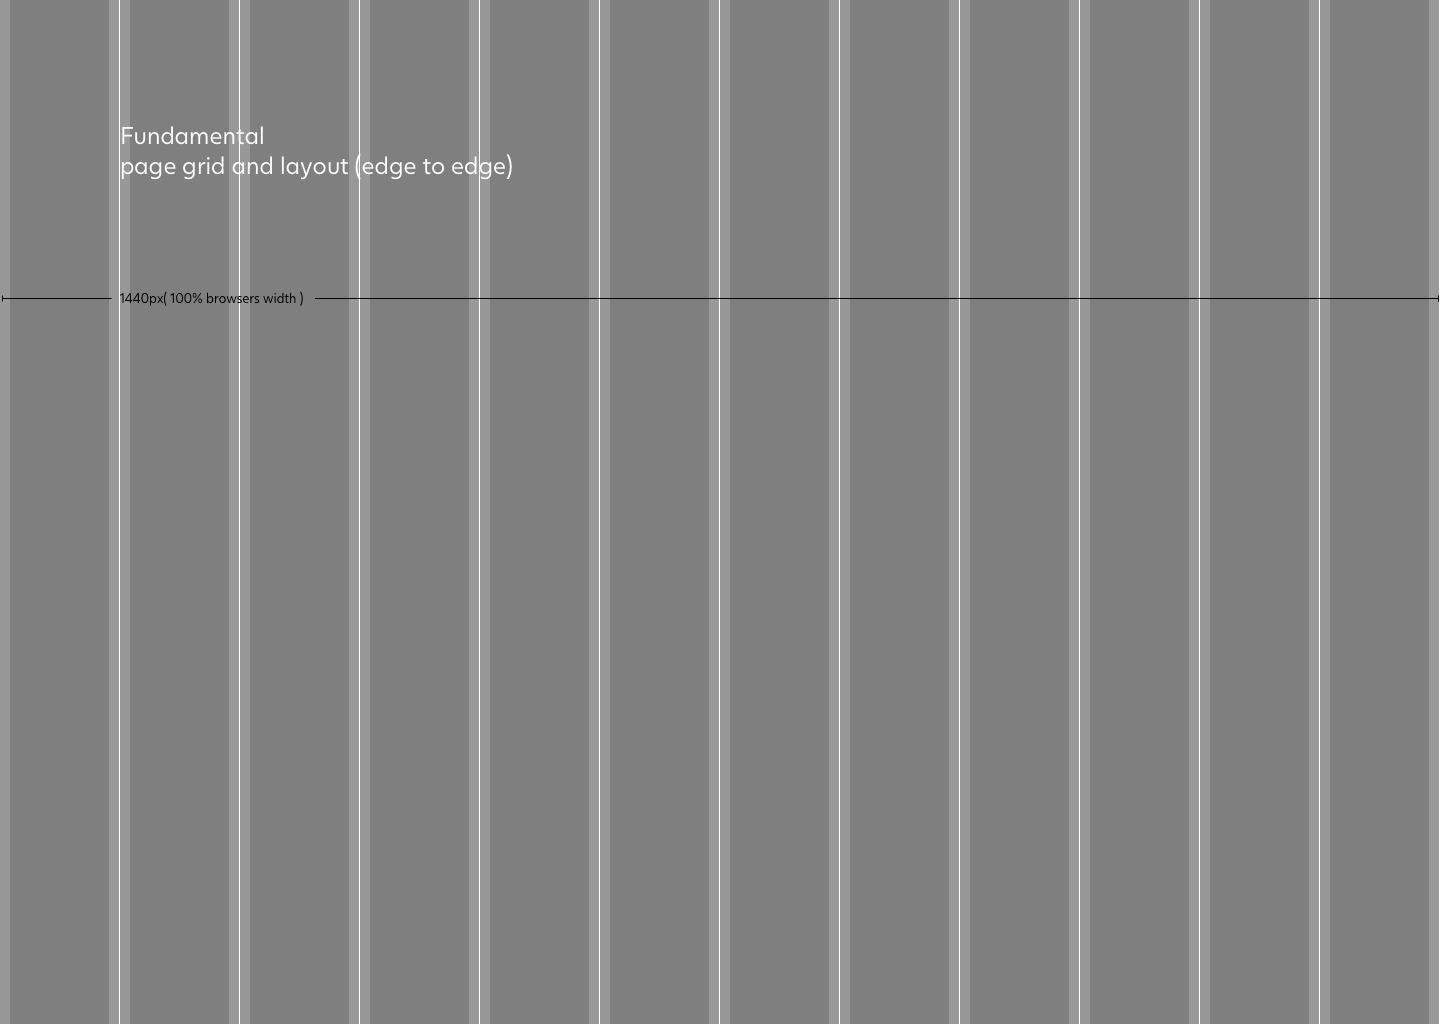 Fundamental
page grid and layout (edge to edge)
1440px( 100% browsers width )